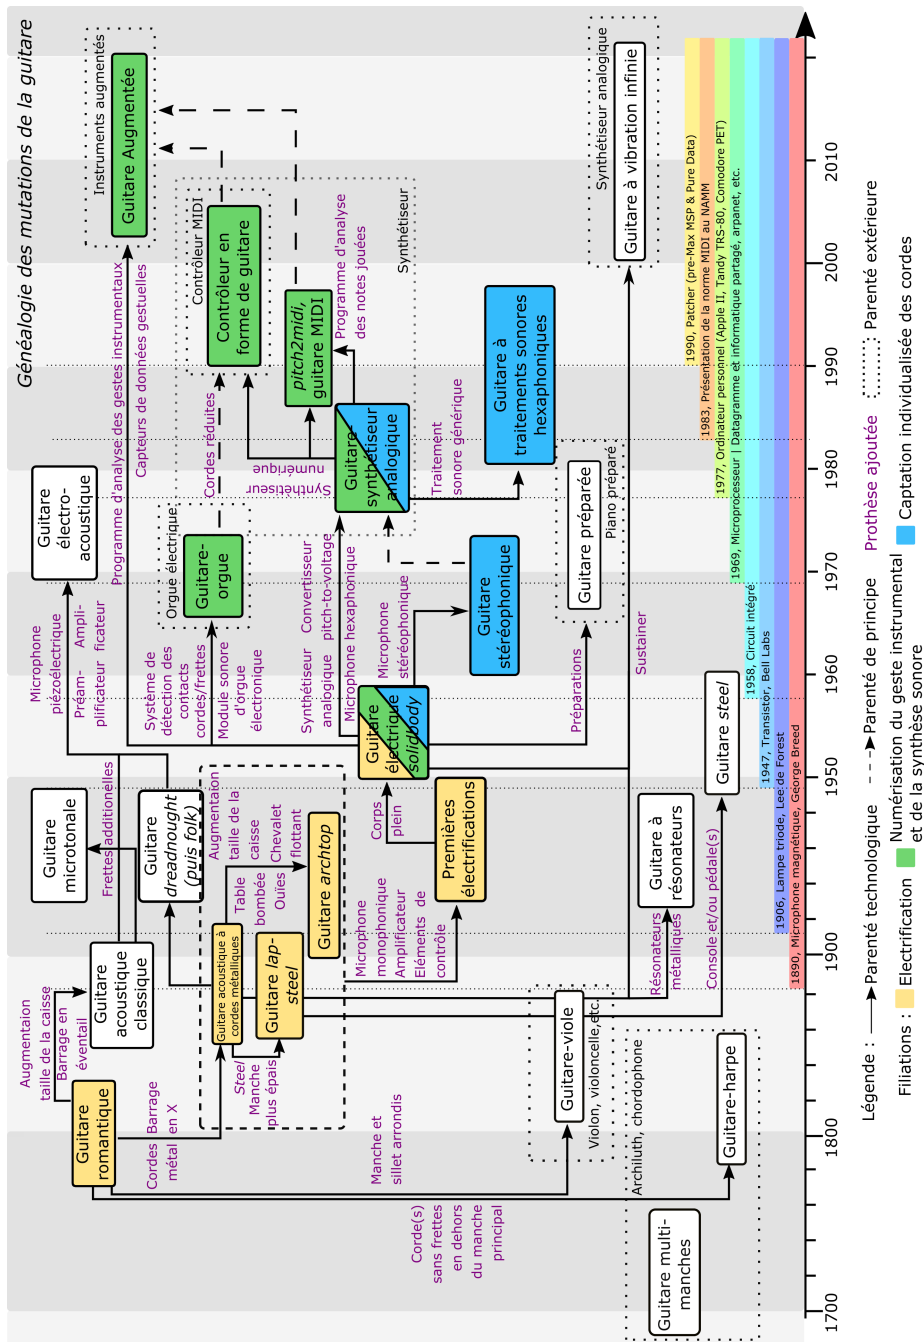 Généalogie des mutations de la guitare
Guitare
romantique
Augmentaion
taille de la caisse
Barrage en
éventail
Cordes Barrage
métal en X
Manche et
sillet arrondis
Corde(s)
sans frettes
en dehors
du manche
principal
Guitare multi-
manches
Archiluth, chordophone
Guitare-harpe
Guitare-viole
Violon, violoncelle,etc.
Guitare
acoustique
classique
Frettes additionelles
Guitare
microtonale
Guitare
dreadnought
(puis folk)
Guitare acoustique à
cordes métalliques
Steel
Manche
plus épais
Guitare lap-
steel
Augmentaion
taille de la
caisse
Chevalet
flottant
Table
bombée
Ouïes
Guitare archtop
Microphone
monophonique
Amplificateur
Eléments de
contrôle
Premières
électrifications
Corps
plein
Résonateurs
métalliques
Guitare à
résonateurs
Console et/ou pédale(s)
Guitare steel
Guitare
électrique
solidbody
Microphone
piézoélectrique
Préam- Ampli-
plificateur ficateur
Guitare
électro-
acoustique
Système de
détection des
contacts
cordes/frettes
Module sonore
d'orgue
électronique
Orgue électrique
Guitare-
orgue
Cordes réduites
Programme d'analyse des gestes instrumentaux
Capteurs de données gestuelles
Instruments augmentés
Guitare Augmentée
Contrôleur MIDI
Contrôleur en
forme de guitare
Synthétiseur Convertisseur
analogique pitch-to-voltage
Microphone hexaphonique
Microphone
stéréophonique
Guitare
stéréophonique
Guitare-
synthétiseur
analogique
Synthétiseur
numérique
pitch2midi,
guitare MIDI
Programme d'analyse
des notes jouées
Synthétiseur
Traitement
sonore générique
Guitare à
traitements sonores
hexaphoniques
Préparations
Guitare préparée
Piano préparé
Sustainer
Synthétiseur analogique
Guitare à vibration infinie
1990, Patcher (pre-Max MSP & Pure Data)
1983, Présentation de la norme MIDI au NAMM
1977, Ordinateur personnel (Apple II, Tandy TRS-80, Comodore PET)
1969, Microprocesseur | Datagramme et informatique partagé, arpanet, etc.
1958, Circuit intégré
1947, Transistor, Bell Labs
1906, Lampe triode, Lee de Forest
1890, Microphone magnétique, George Breed
1700
1800
1900
1950
1960
1970
1980
1990
2000
2010
Légende : Parenté technologique Parenté de principe Prothèse ajoutée Parenté extérieure
Filiations : Electrification Numérisation du geste instrumental Captation individualisée des cordes
et de la synthèse sonore